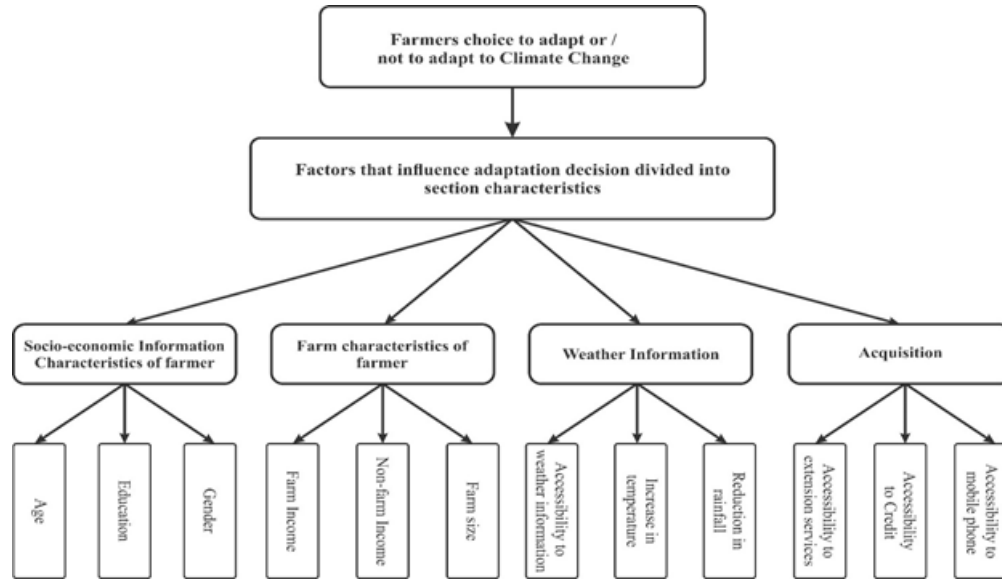 Farmers choice to adapt or /
not to adapt to Climate Change
Factors that influence adaptation decision divided into
section characteristics
Socio-economic Information
Characteristics of farmer
Farm characteristics of
farmer
Weather Information
Acquisition
Age
Education
Gender
Farm Income
Non-farm Income
Farm size
Accessibility to
weather information
Increase in
temperature
Reduction in
rainfall
Accessibility to
extension services
Accessibility
to Credit
Accessibility to
mobile phone